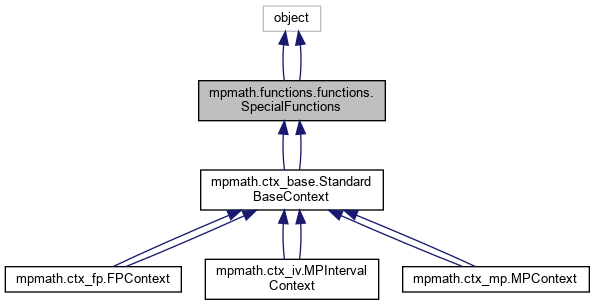 object
mpmath.functions.functions.
SpecialFunctions
mpmath.ctx_base.Standard
BaseContext
mpmath.ctx_fp.FPContext
mpmath.ctx_iv.MPInterval
Context
mpmath.ctx_mp.MPContext